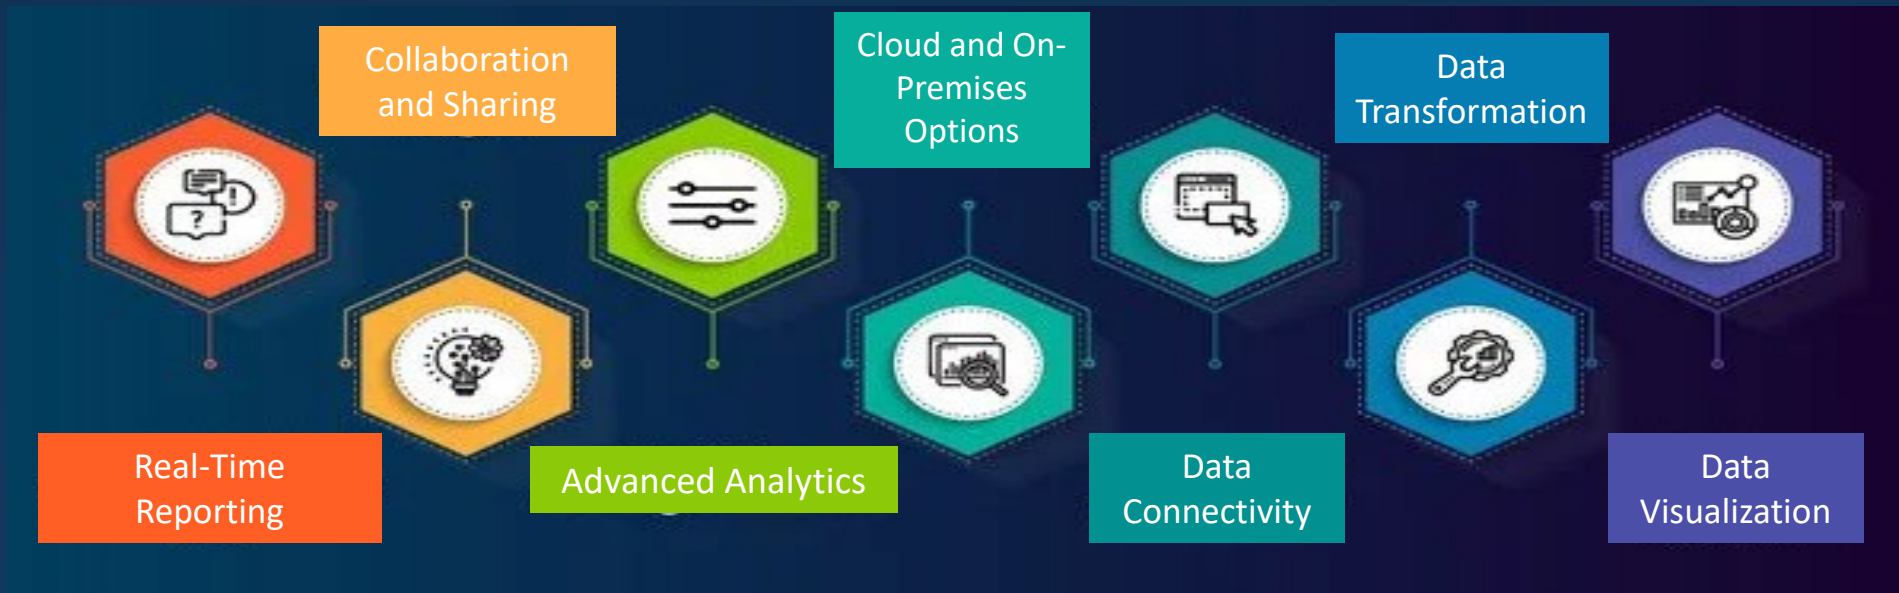 Collaboration
and Sharing
Cloud and On-
Premises
Options
Data
Transformation
?
!
Real-Time
Reporting
Advanced Analytics
Data
Connectivity
Data
Visualization